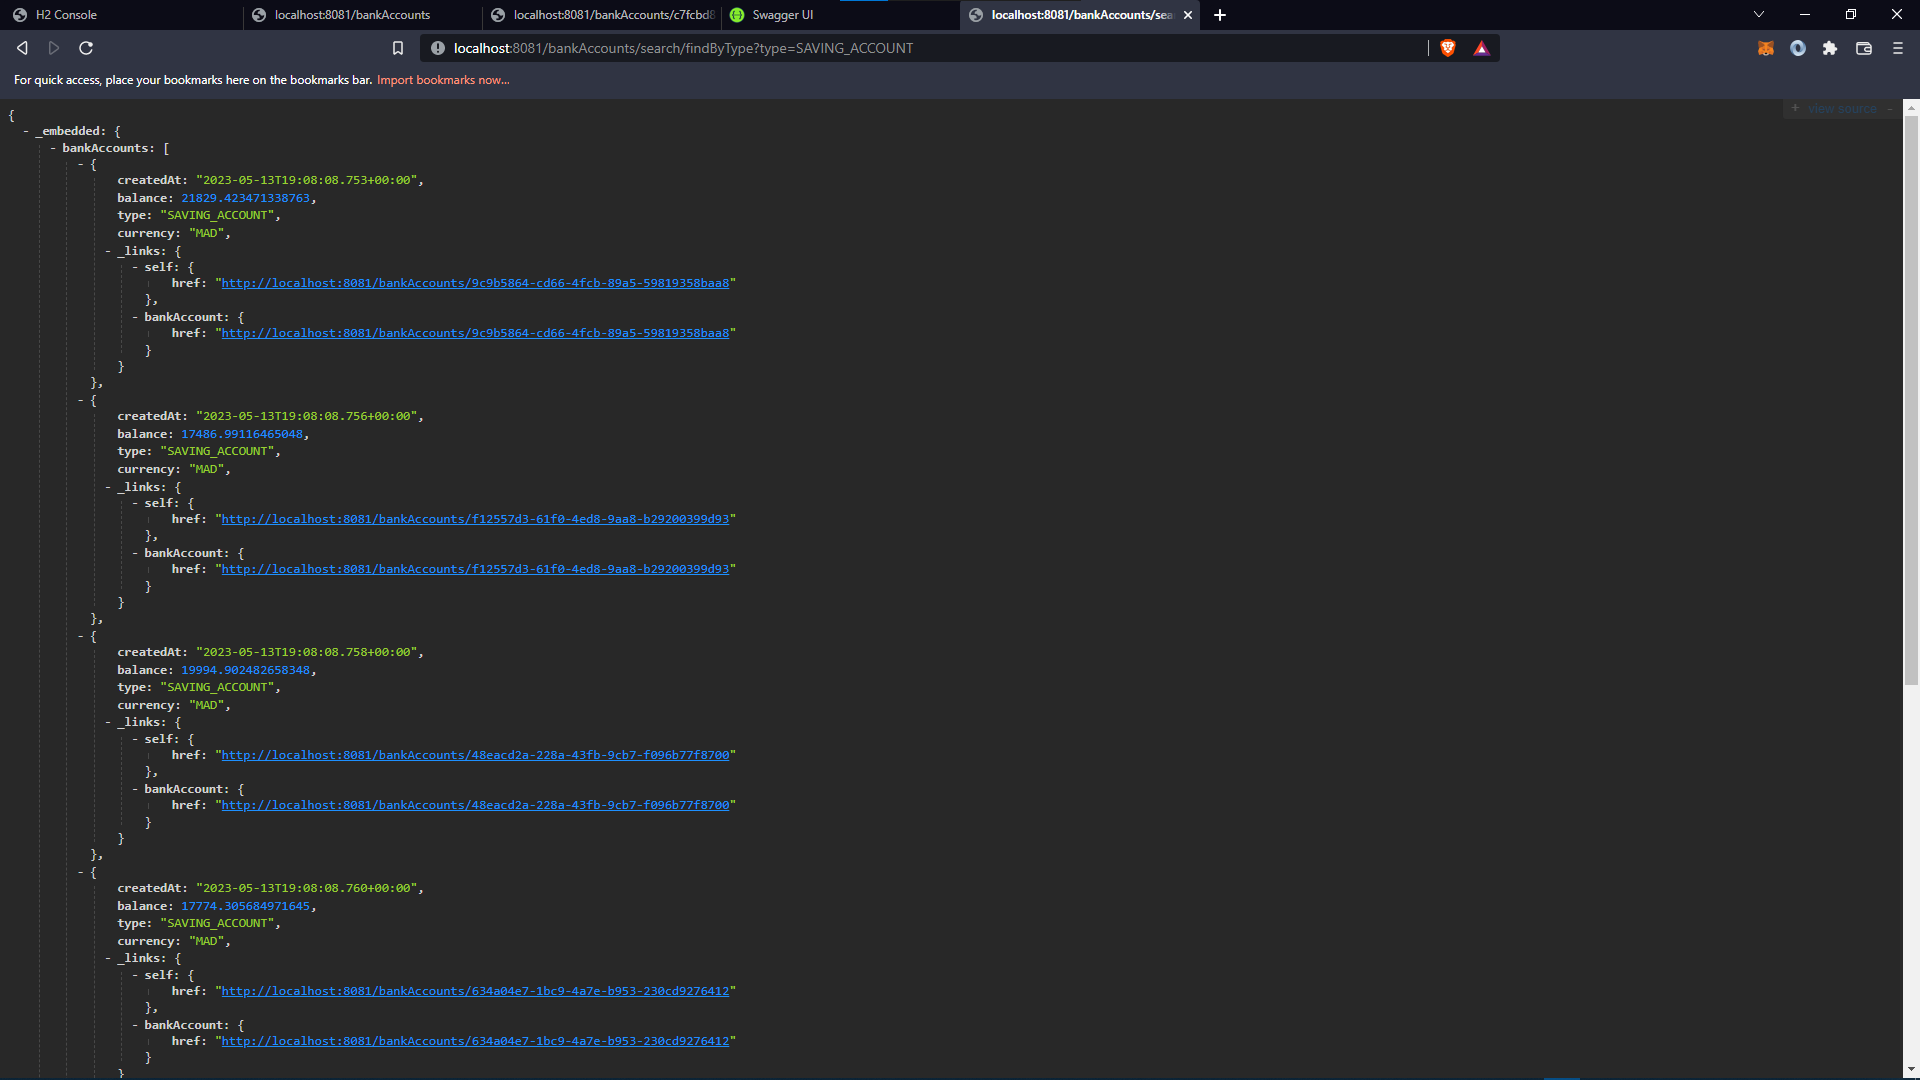 H2 Console
localhost:8081/bankAccounts
localhost:8081/bankAccounts/c7fcbd8
Swagger UI
localhost:8081/bankAccounts/sea
localhost:8081/bankAccounts/search/findByType?type=SAVING_ACCOUNT
For quick access, place your bookmarks here on the bookmarks bar. Import bookmarks now...
+ view source -
{
- _embedded: {
- bankAccounts: [
- {
createdAt: "2023-05-13T19:08:08.753+00:00",
balance: 21829.423471338763,
type: "SAVING_ACCOUNT",
currency: "MAD",
- _links: {
- self: {
href: "http://localhost:8081/bankAccounts/9c9b5864-cd66-4fcb-89a5-59819358baa8"
},
- bankAccount: {
href: "http://localhost:8081/bankAccounts/9c9b5864-cd66-4fcb-89a5-59819358baa8"
}
}
},
- {
createdAt: "2023-05-13T19:08:08.756+00:00",
balance: 17486.99116465048,
type: "SAVING_ACCOUNT",
currency: "MAD",
- _links: {
- self: {
href: "http://localhost:8081/bankAccounts/f12557d3-61f0-4ed8-9aa8-b29200399d93"
},
- bankAccount: {
href: "http://localhost:8081/bankAccounts/f12557d3-61f0-4ed8-9aa8-b29200399d93"
}
}
},
- {
createdAt: "2023-05-13T19:08:08.758+00:00",
balance: 19994.902482658348,
type: "SAVING_ACCOUNT",
currency: "MAD",
- _links: {
- self: {
href: "http://localhost:8081/bankAccounts/48eacd2a-228a-43fb-9cb7-f096b77f8700"
},
- bankAccount: {
href: "http://localhost:8081/bankAccounts/48eacd2a-228a-43fb-9cb7-f096b77f8700"
}
}
},
- {
createdAt: "2023-05-13T19:08:08.760+00:00",
balance: 17774.305684971645,
type: "SAVING_ACCOUNT",
currency: "MAD",
- _links: {
- self: {
href: "http://localhost:8081/bankAccounts/634a04e7-1bc9-4a7e-b953-230cd9276412"
},
- bankAccount: {
href: "http://localhost:8081/bankAccounts/634a04e7-1bc9-4a7e-b953-230cd9276412"
}
}